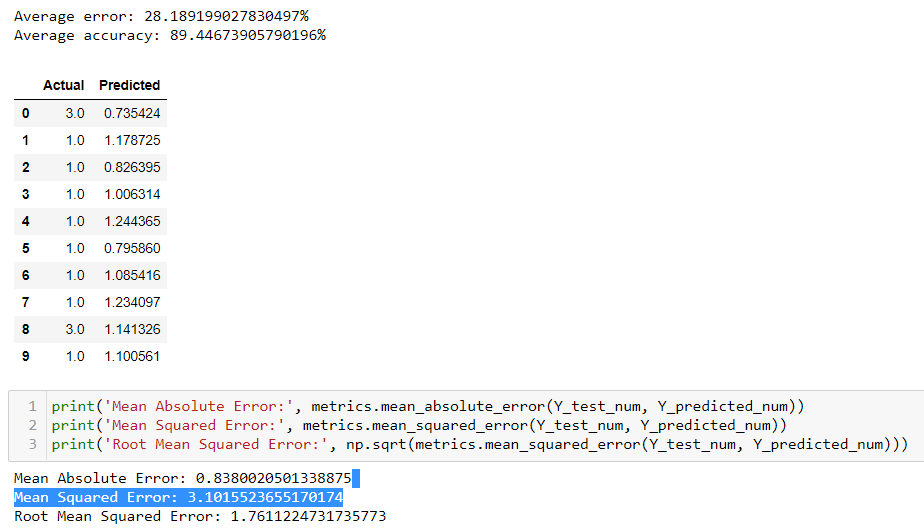 Average error: 28.189199027830497%
Average accuracy: 89.44673905790196%
Actual Predicted
0 3.0 0.735424
1 1.0 1.178725
2 1.0 0.826395
3 1.0 1.006314
4 1.0 1.244365
5 1.0 0.795860
6 1.0 1.085416
7 1.0 1.234097
8 3.0 1.141326
9 1.0 1.100561
1 print('Mean Absolute Error:', metrics.mean_absolute_error(Y_test_num, Y_predicted_num))
2 print('Mean Squared Error:', metrics.mean_squared_error(Y_test_num, Y_predicted_num))
3 print('Root Mean Squared Error:', np.sqrt(metrics.mean_squared_error(Y_test_num, Y_predicted_num)))
Mean Absolute Error: 0.8380020501338875
Mean Squared Error: 3.1015523655170174
Root Mean Squared Error: 1.7611224731735773